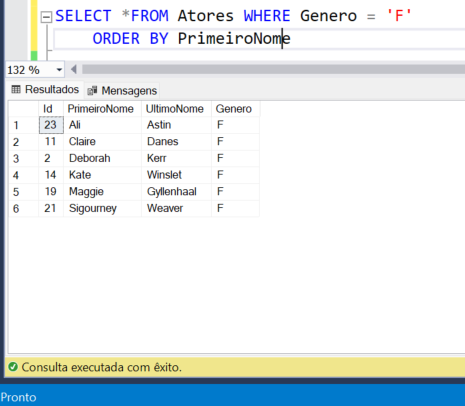 SELECT *FROM Atores WHERE Genero = 'F'
ORDER BY PrimeiroNome
132 %
Resultados Mensagens
Id PrimeiroNome UltimoNome Genero
1 23 Ali Astin F
2 11 Claire Danes F
3 2 Deborah Kerr F
4 14 Kate Winslet F
5 19 Maggie Gyllenhaal F
6 21 Sigourney Weaver F
Consulta executada com êxito.
Pronto